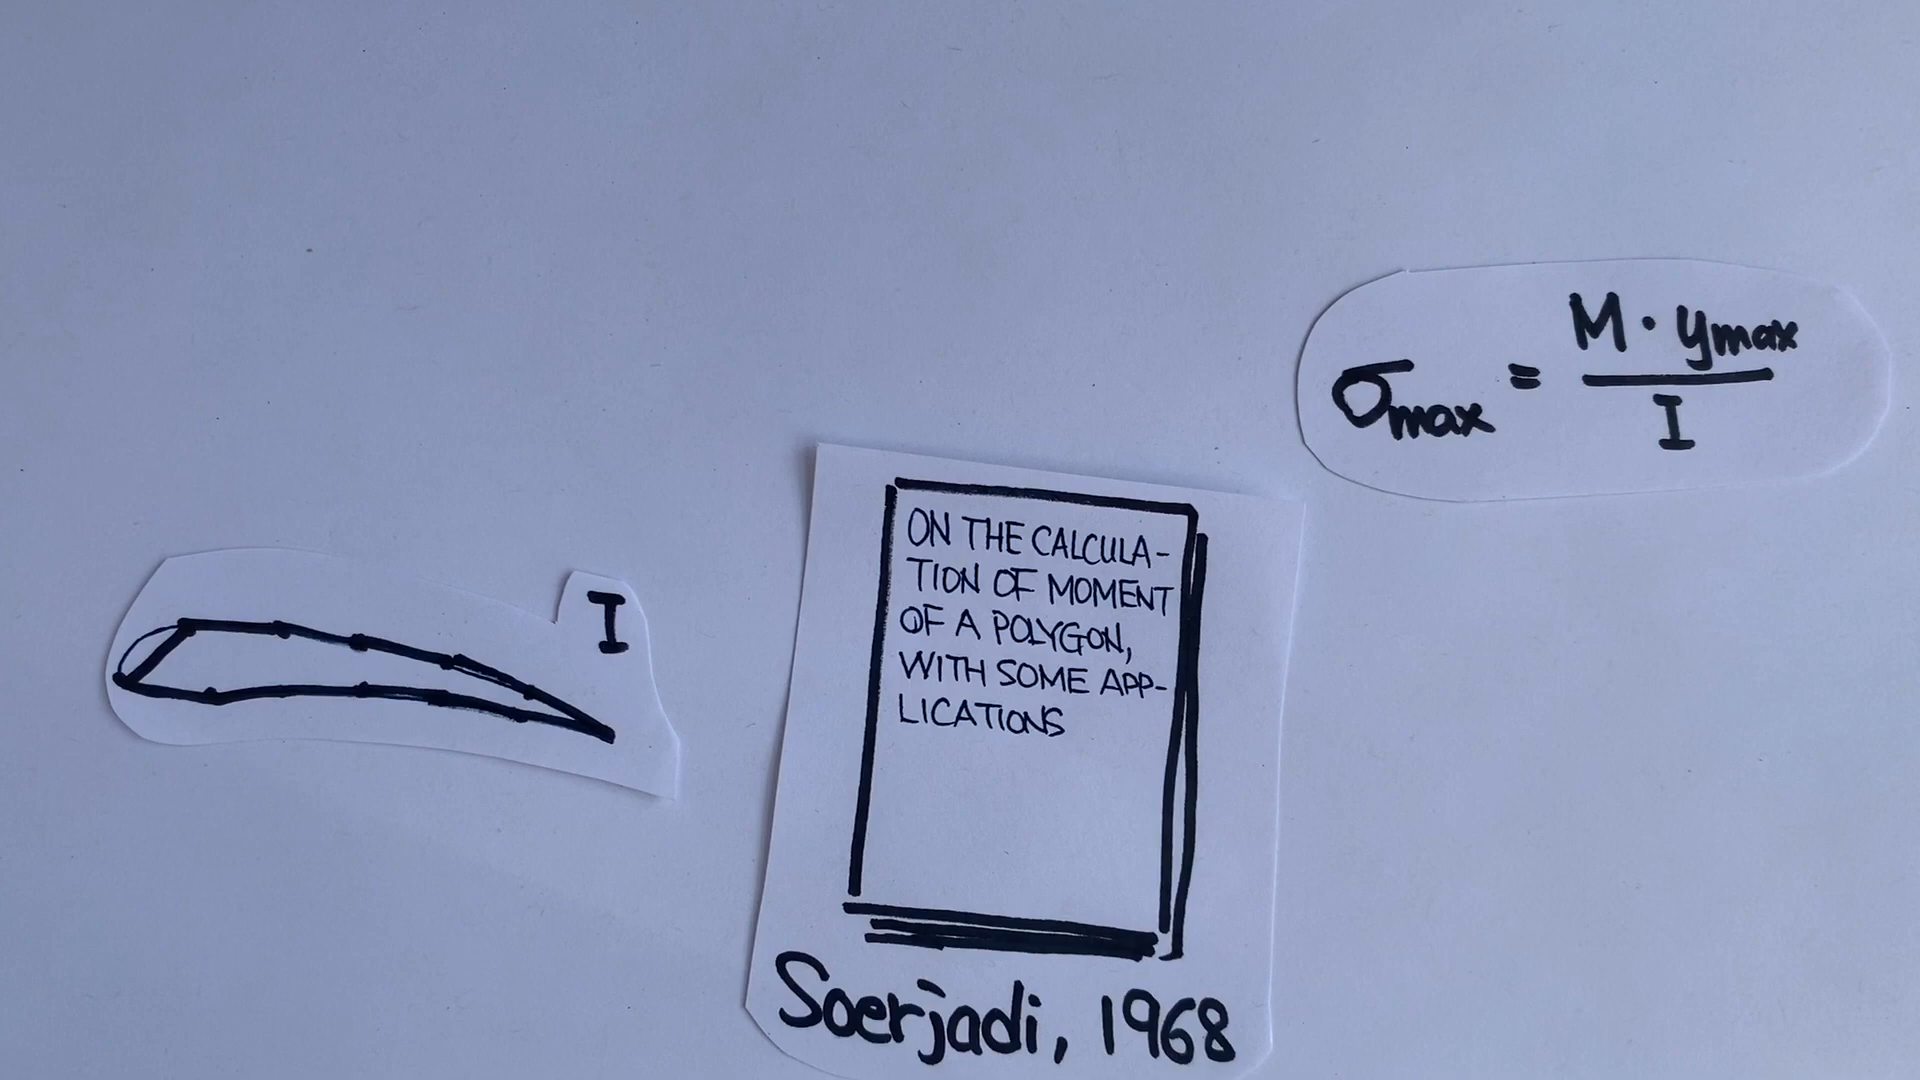 I
ON THE CALCULA-
TION OF MOMENT
OF A POLYGON,
WITH SOME APP-
LICATIONS
Soerjadi, 1968
σmax = M · ymax
I